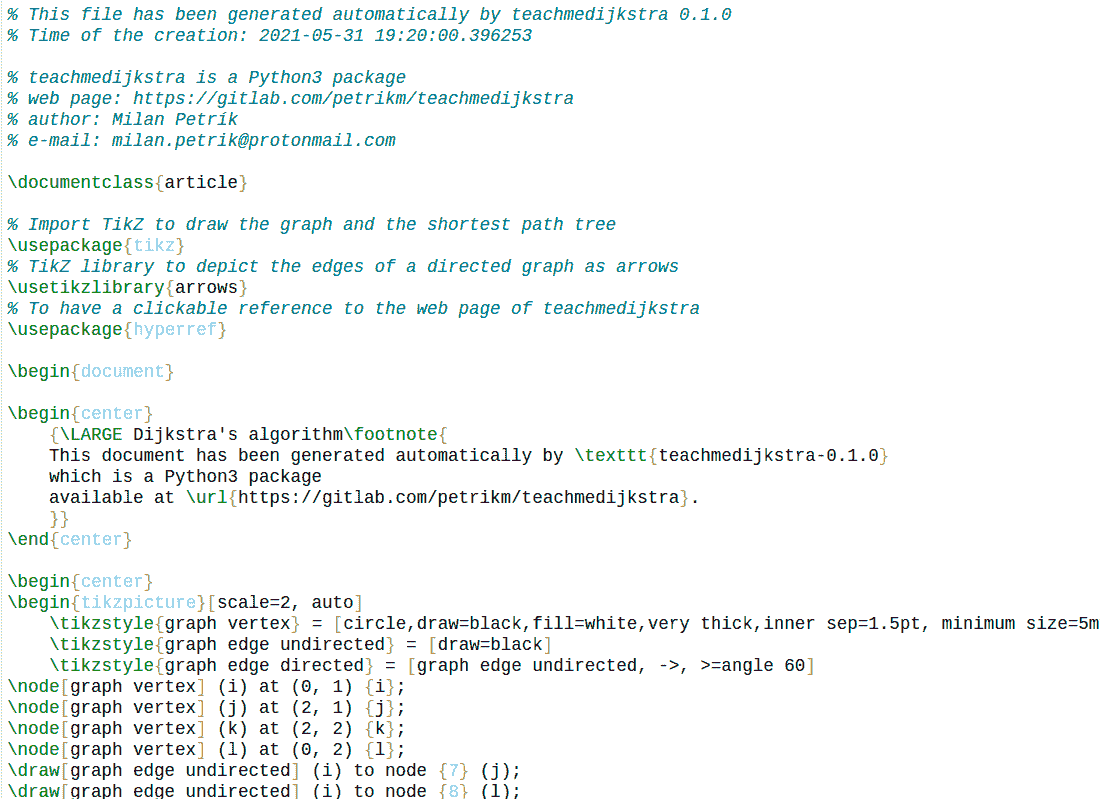 % This file has been generated automatically by teachmedijkstra 0.1.0
% Time of the creation: 2021-05-31 19:20:00.396253

% teachmedijkstra is a Python3 package
% web page: https://gitlab.com/petrikm/teachmedijkstra
% author: Milan Petrík
% e-mail: milan.petrik@protonmail.com

\documentclass{article}

% Import TikZ to draw the graph and the shortest path tree
\usepackage{tikz}
% TikZ library to depict the edges of a directed graph as arrows
\usetikzlibrary{arrows}
% To have a clickable reference to the web page of teachmedijkstra
\usepackage{hyperref}

\begin{document}

\begin{center}
    {\LARGE Dijkstra's algorithm\footnote{
    This document has been generated automatically by \texttt{teachmedijkstra-0.1.0}
    which is a Python3 package
    available at \url{https://gitlab.com/petrikm/teachmedijkstra}.
    }}
\end{center}

\begin{center}
\begin{tikzpicture}[scale=2, auto]
    \tikzstyle{graph vertex} = [circle,draw=black,fill=white,very thick,inner sep=1.5pt, minimum size=5m
    \tikzstyle{graph edge undirected} = [draw=black]
    \tikzstyle{graph edge directed} = [graph edge undirected, ->, >=angle 60]
\node[graph vertex] (i) at (0, 1) {i};
\node[graph vertex] (j) at (2, 1) {j};
\node[graph vertex] (k) at (2, 2) {k};
\node[graph vertex] (l) at (0, 2) {l};
\draw[graph edge undirected] (i) to node {7} (j);
\draw[graph edge undirected] (i) to node {8} (l);